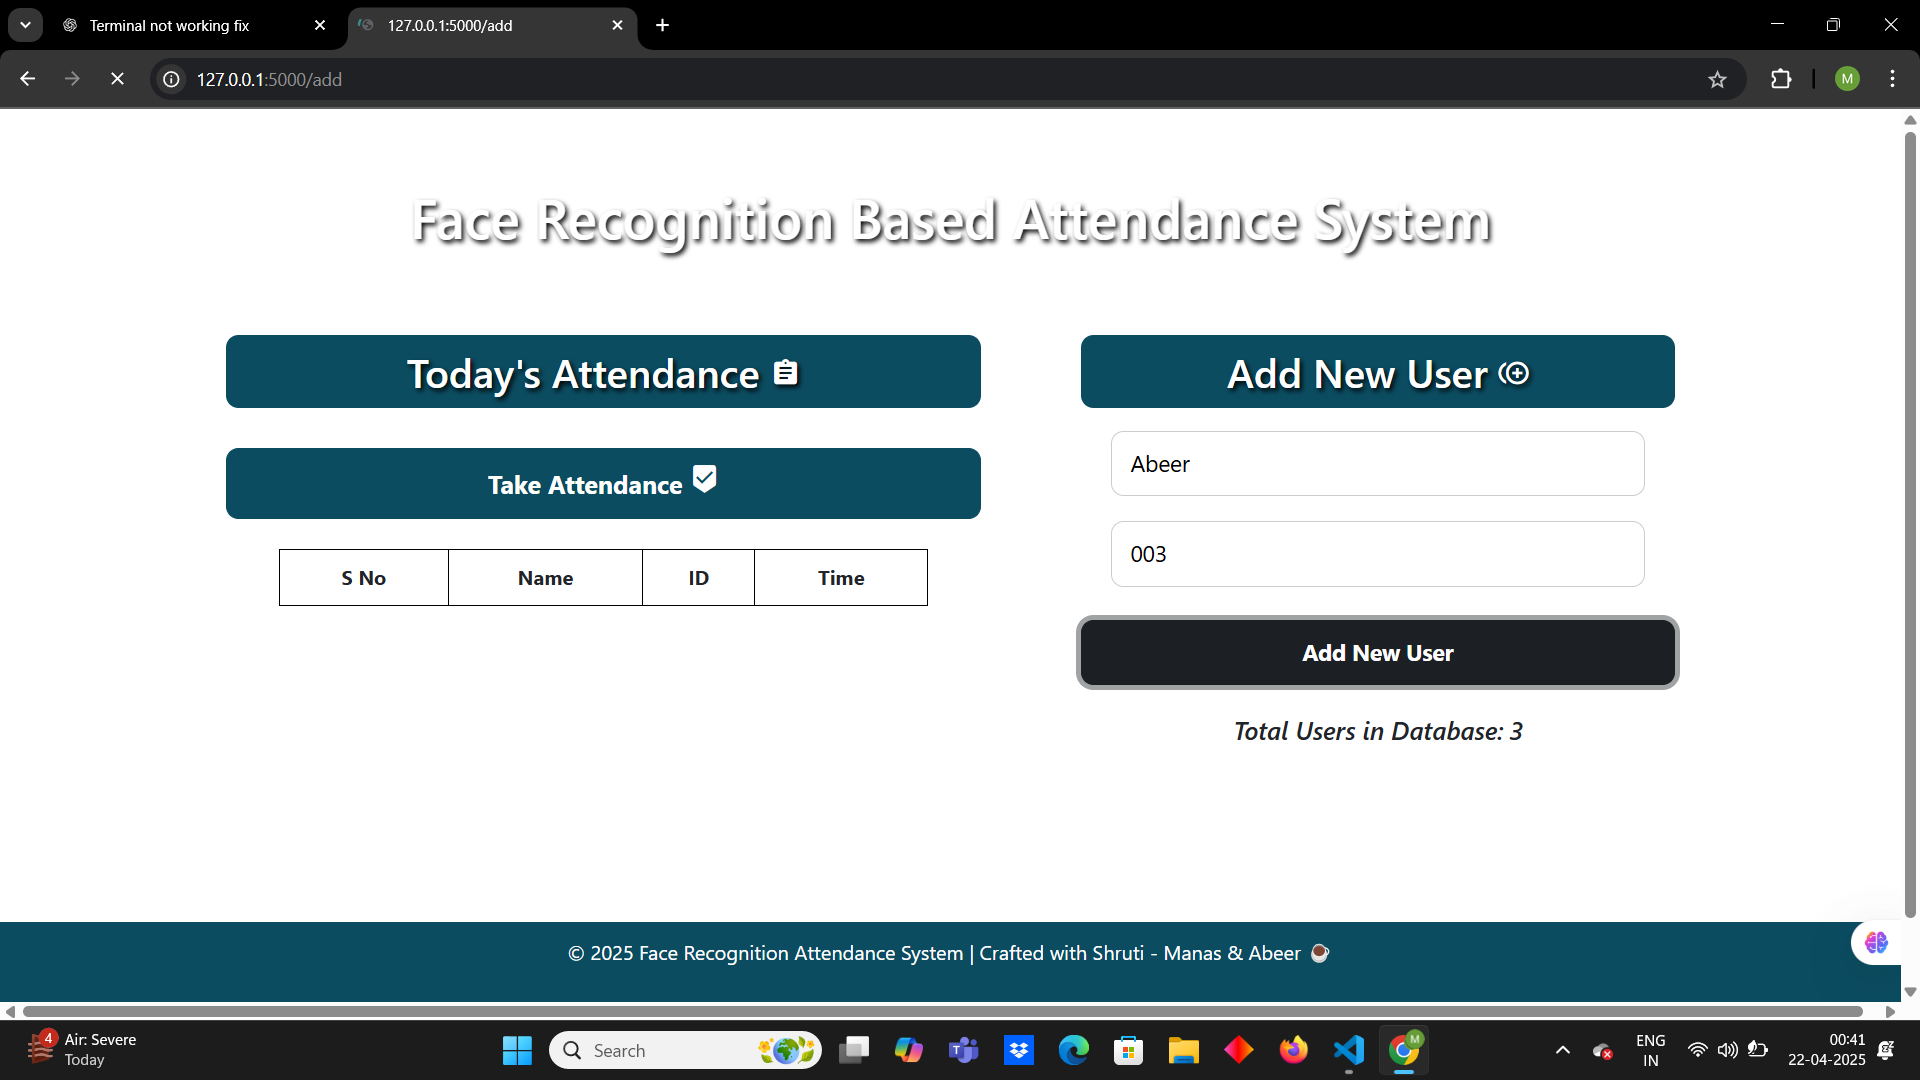 Terminal not working fix
127.0.0.1:5000/add
127.0.0.1:5000/add
M
Face Recognition Based Attendance System
Today's Attendance
Add New User
Abeer
Take Attendance
003
S No Name ID Time
Add New User
Total Users in Database: 3
© 2025 Face Recognition Attendance System | Crafted with Shruti - Manas & Abeer
4
Air: Severe
Today
Search
T
M
ENG
IN
00:41
22-04-2025